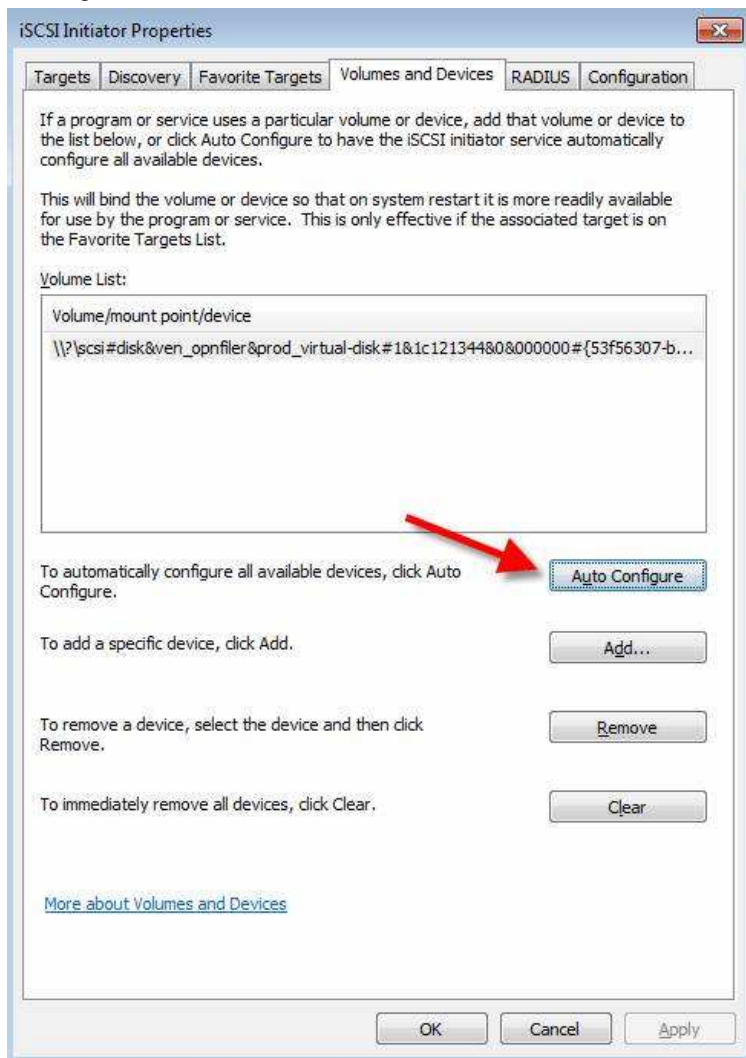 iSCSI Initiator Properties
Targets Discovery Favorite Targets Volumes and Devices RADIUS Configuration
If a program or service uses a particular volume or device, add that volume or device to
the list below, or click Auto Configure to have the iSCSI initiator service automatically
configure all available devices.
This will bind the volume or device so that on system restart it is more readily available
for use by the program or service. This is only effective if the associated target is on
the Favorite Targets List.
Volume List:
Volume/mount point/device
\\?\scsi#disk&ven_opnfiler&prod_virtual-disk#1&1c121344&0&000000#{53f56307-b...
To automatically configure all available devices, click Auto
Configure.
Auto Configure
To add a specific device, click Add.
Add...
To remove a device, select the device and then click
Remove.
Remove
To immediately remove all devices, click Clear.
Clear
More about Volumes and Devices
OK Cancel Apply